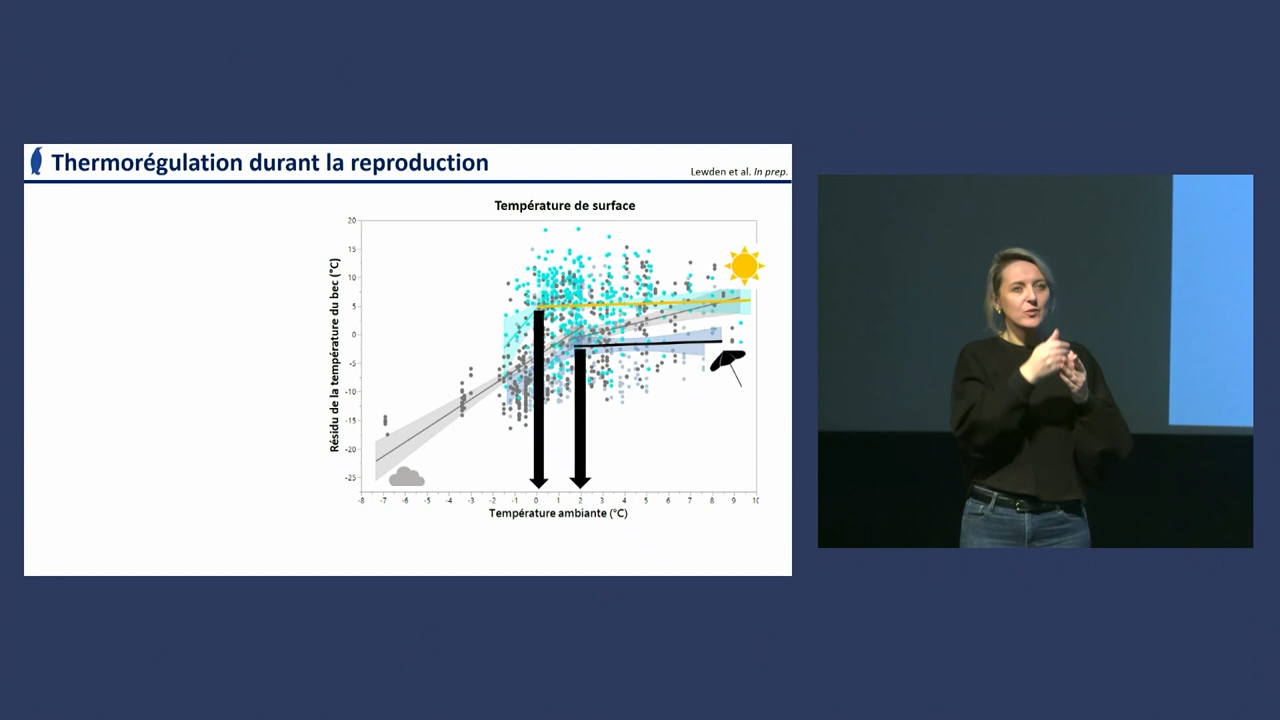 Thermorégulation durant la reproduction
Lewden et al. In prep.
Température de surface
Résidu de la température du bec (°C)
20
15
10
5
0
-5
-10
-15
-20
-25
-8 -7 -6 -5 -4 -3 -2 -1 0 1 2 3 4 5 6 7 8 9 10
Température ambiante (°C)